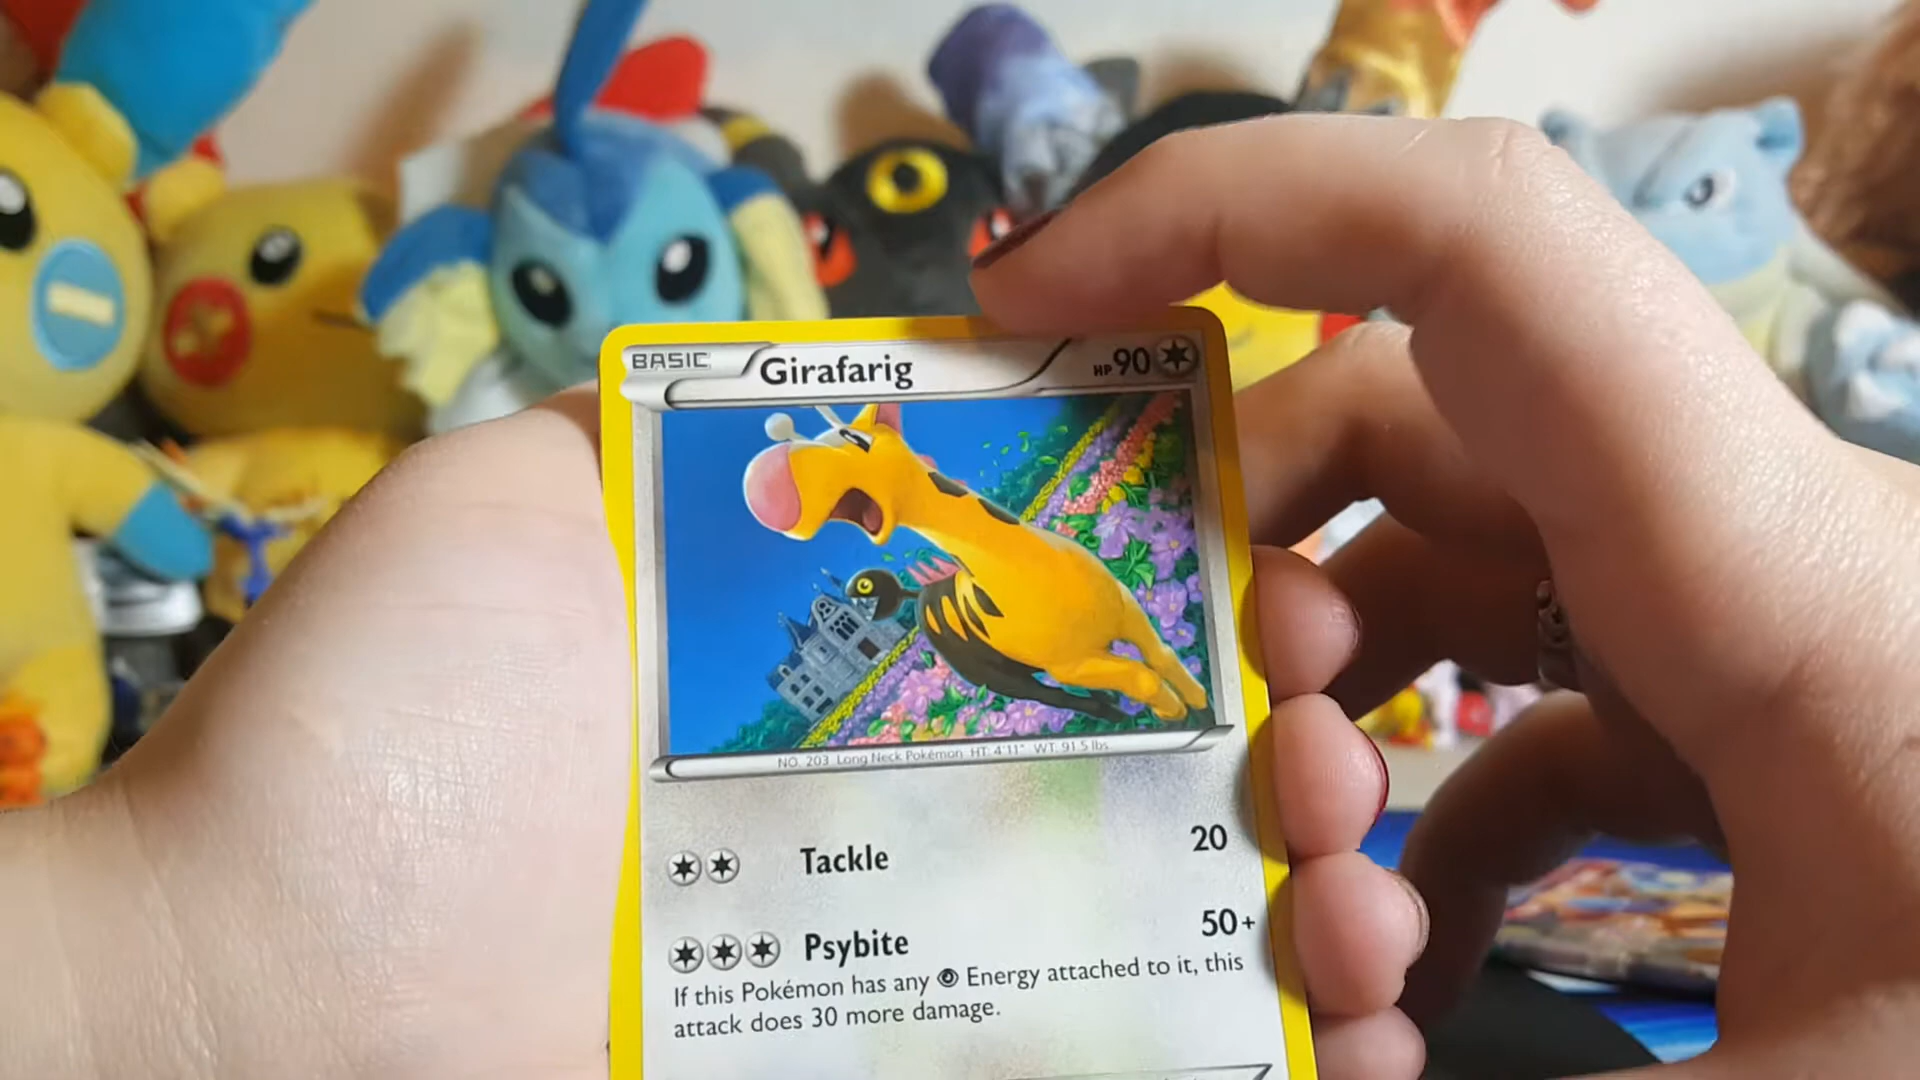 BASIC Girafarig HP 90
NO. 203 Long Neck Pokémon HT: 4'11" WT: 91.5 lbs.
Tackle 20
Psybite 50+
If this Pokémon has any Energy attached to it, this
attack does 30 more damage.